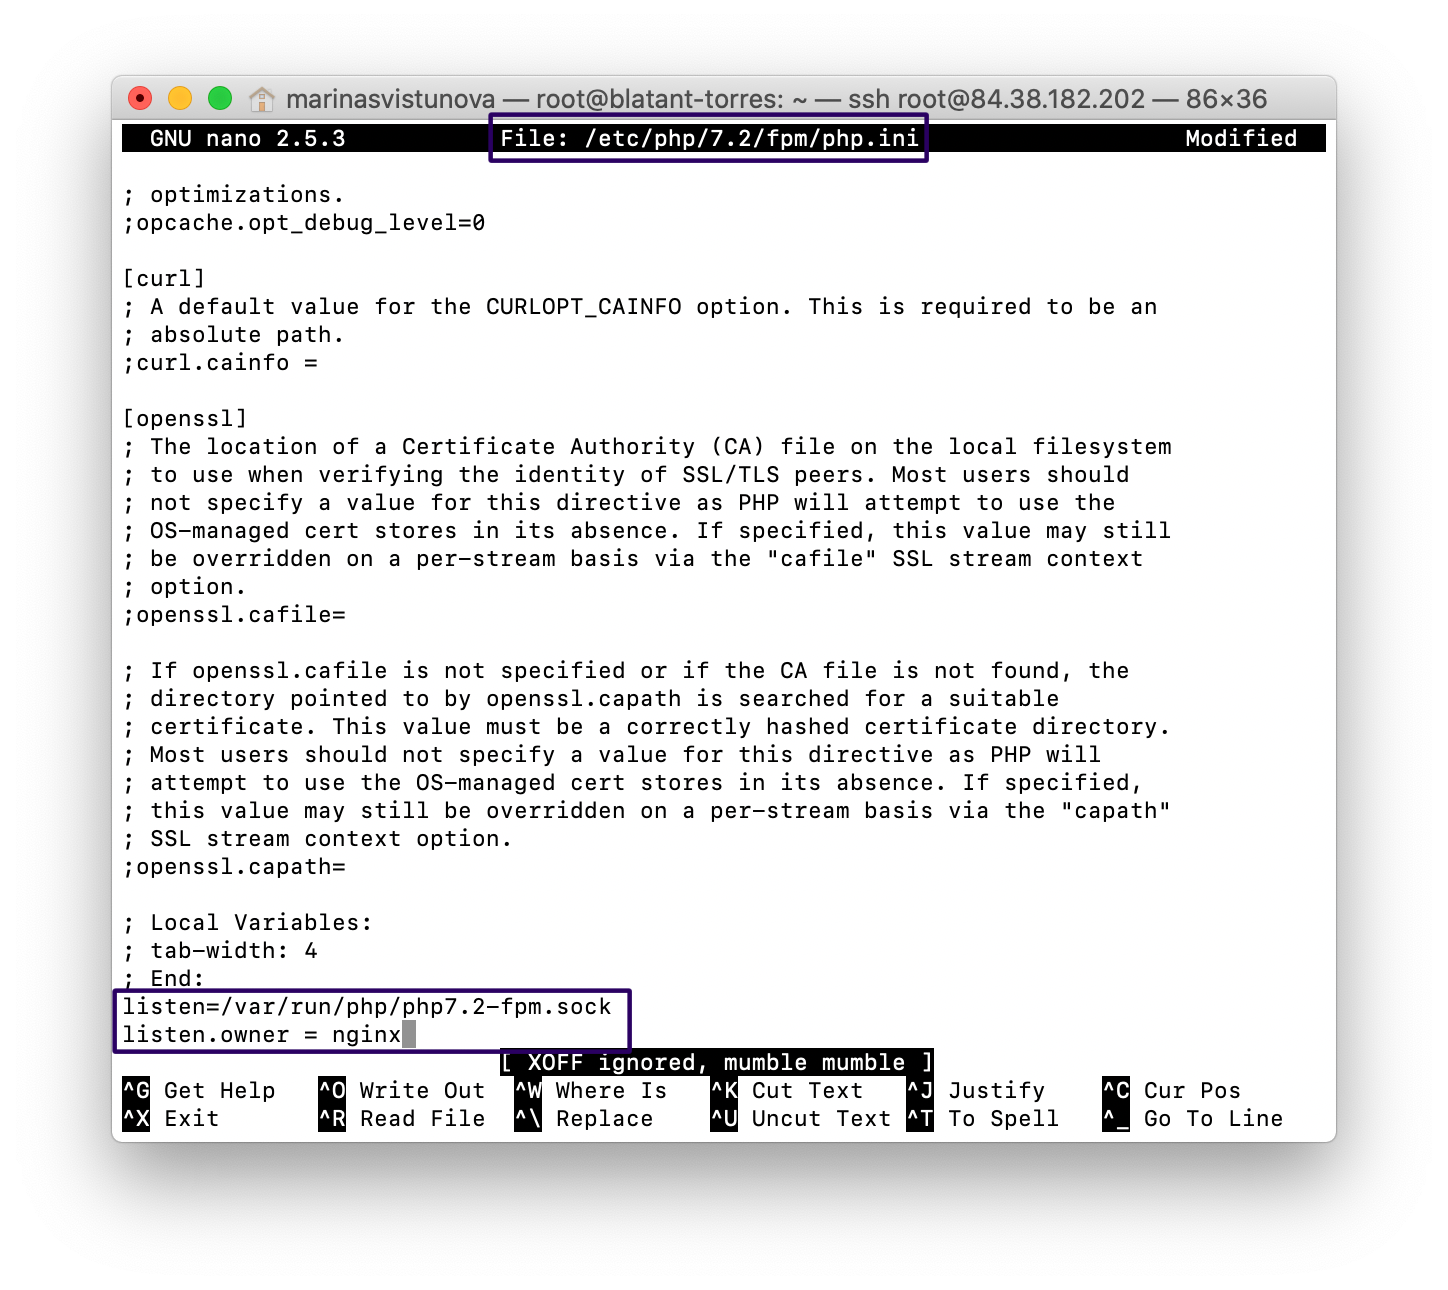 marinasvistunova — root@blatant-torres: ~ — ssh root@84.38.182.202 — 86×36
GNU nano 2.5.3 File: /etc/php/7.2/fpm/php.ini Modified
; optimizations.
;opcache.opt_debug_level=0
[curl]
; A default value for the CURLOPT_CAINFO option. This is required to be an
; absolute path.
;curl.cainfo =
[openssl]
; The location of a Certificate Authority (CA) file on the local filesystem
; to use when verifying the identity of SSL/TLS peers. Most users should
; not specify a value for this directive as PHP will attempt to use the
; OS-managed cert stores in its absence. If specified, this value may still
; be overridden on a per-stream basis via the "cafile" SSL stream context
; option.
;openssl.cafile=
; If openssl.cafile is not specified or if the CA file is not found, the
; directory pointed to by openssl.capath is searched for a suitable
; certificate. This value must be a correctly hashed certificate directory.
; Most users should not specify a value for this directive as PHP will
; attempt to use the OS-managed cert stores in its absence. If specified,
; this value may still be overridden on a per-stream basis via the "capath"
; SSL stream context option.
;openssl.capath=
; Local Variables:
; tab-width: 4
; End:
listen=/var/run/php/php7.2-fpm.sock
listen.owner = nginx
[ XOFF ignored, mumble mumble ]
^G Get Help ^O Write Out ^W Where Is ^K Cut Text ^J Justify ^C Cur Pos
^X Exit ^R Read File ^\ Replace ^U Uncut Text ^T To Spell ^_ Go To Line